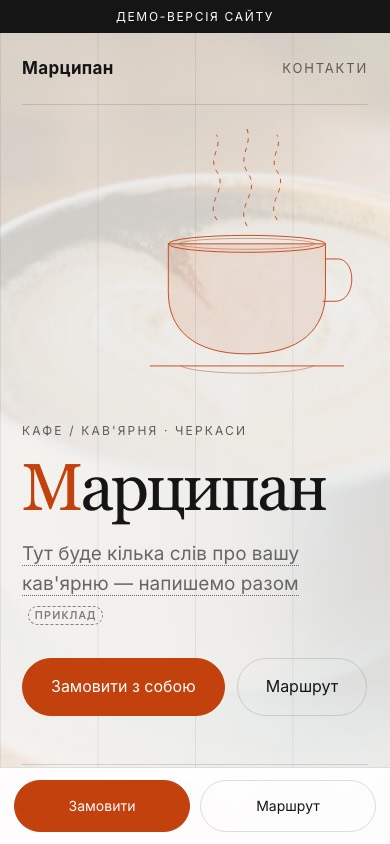 ДЕМО-ВЕРСІЯ САЙТУ
Марципан
КОНТАКТИ
КАФЕ / КАВ'ЯРНЯ · ЧЕРКАСИ
Марципан
Тут буде кілька слів про вашу
кав'ярню — напишемо разом
ПРИКЛАД
Замовити з собою
Маршрут
Замовити
Маршрут